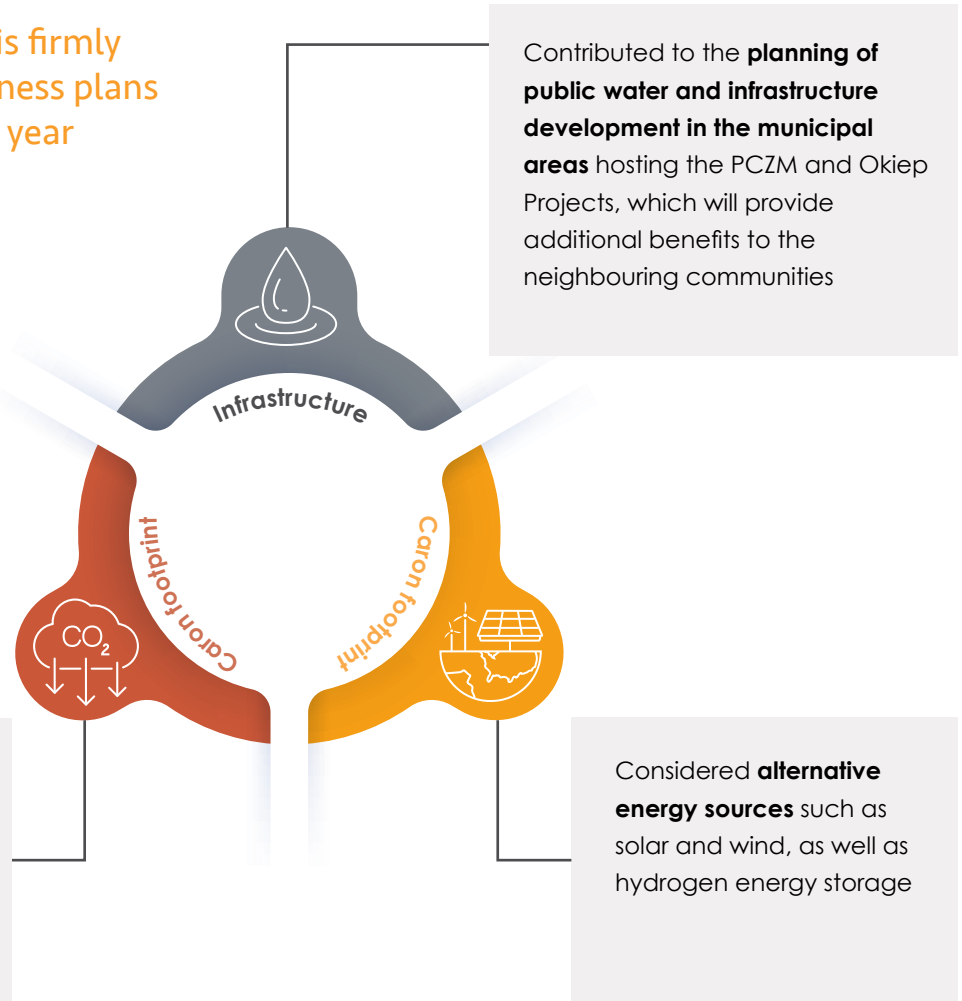 is firmly
ness plans
year
Contributed to the planning of
public water and infrastructure
development in the municipal
areas hosting the PCZM and Okiep
Projects, which will provide
additional benefits to the
neighbouring communities
Infrastructure
Caron footprint
Caron footprint
CO2
Considered alternative
energy sources such as
solar and wind, as well as
hydrogen energy storage